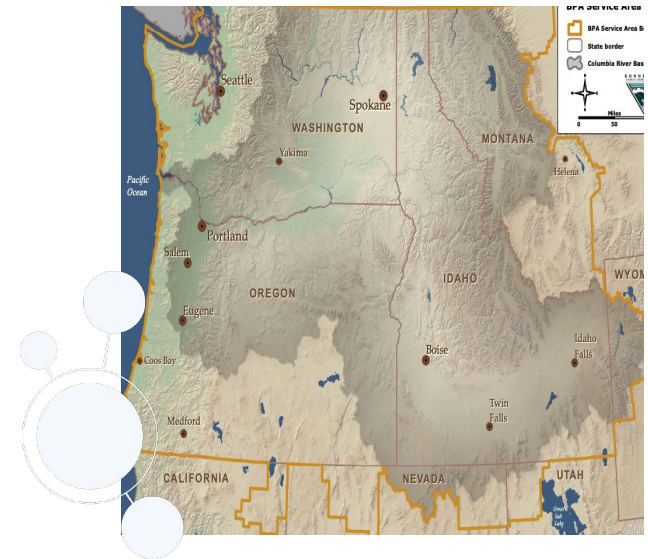 BPA Service Area
BPA Service Area B
State border
Columbia River Bas
Miles
0 50
Seattle
Spokane
WASHINGTON
MONTANA
Yakima
Helena
Pacific
Ocean
Portland
Salem
WYOM
IDAHO
OREGON
Eugene
Idaho
Falls
Boise
Coos Bay
Twin
Falls
Medford
CALIFORNIA
NEVADA
UTAH
Great
Salt
Lake